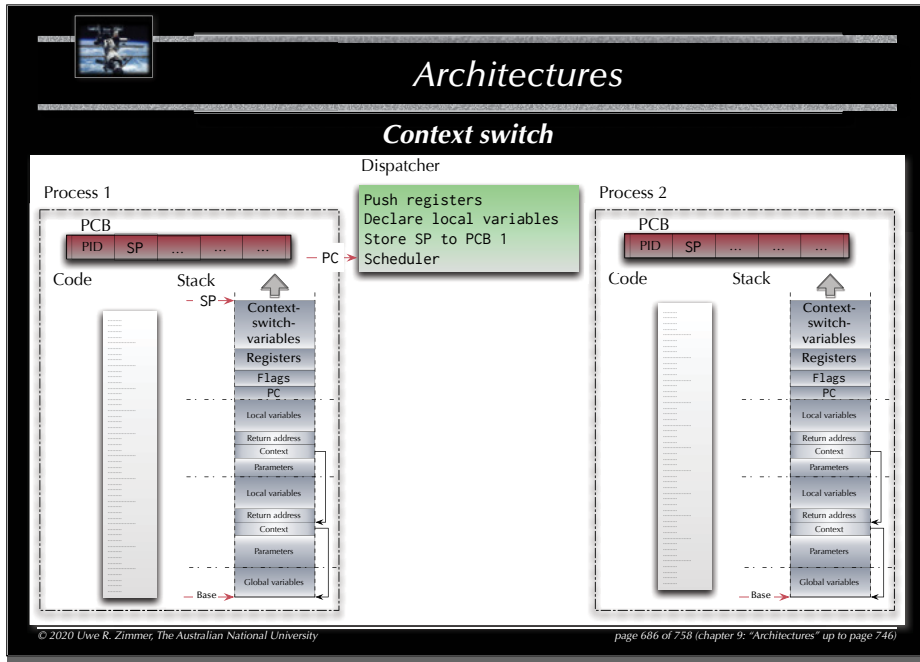 Architectures
Context switch
Dispatcher
Push registers
Declare local variables
Store SP to PCB 1
Scheduler
PC
Process 1
PCB
PID SP ... ... ...
Code
Stack
SP
Context-
switch-
variables
Registers
Flags
PC
Local variables
Return address
Context
Parameters
Local variables
Return address
Context
Parameters
Global variables
Base
Process 2
PCB
PID SP ... ... ...
Code
Stack
Context-
switch-
variables
Registers
Flags
PC
Local variables
Return address
Context
Parameters
Local variables
Return address
Context
Parameters
Global variables
Base
© 2020 Uwe R. Zimmer, The Australian National University
page 686 of 758 (chapter 9: “Architectures” up to page 746)